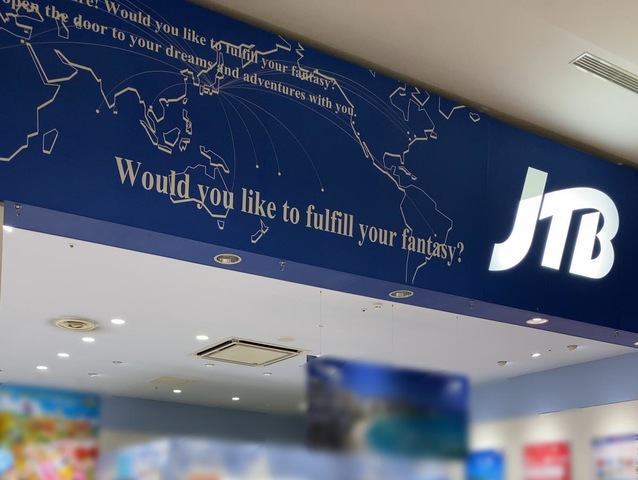 Would you like to fulfill your fantasy?
open the door to your dreams and adventures with you.
Would you like to fulfill your fantasy?
JTB